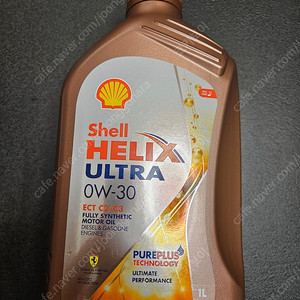 Shell
HELIX
ULTRA
0W-30
ECT C2/C3
FULLY SYNTHETIC
MOTOR OIL
DIESEL & GASOLINE
ENGINES
PUREPLUS
TECHNOLOGY
ULTIMATE
PERFORMANCE
1L